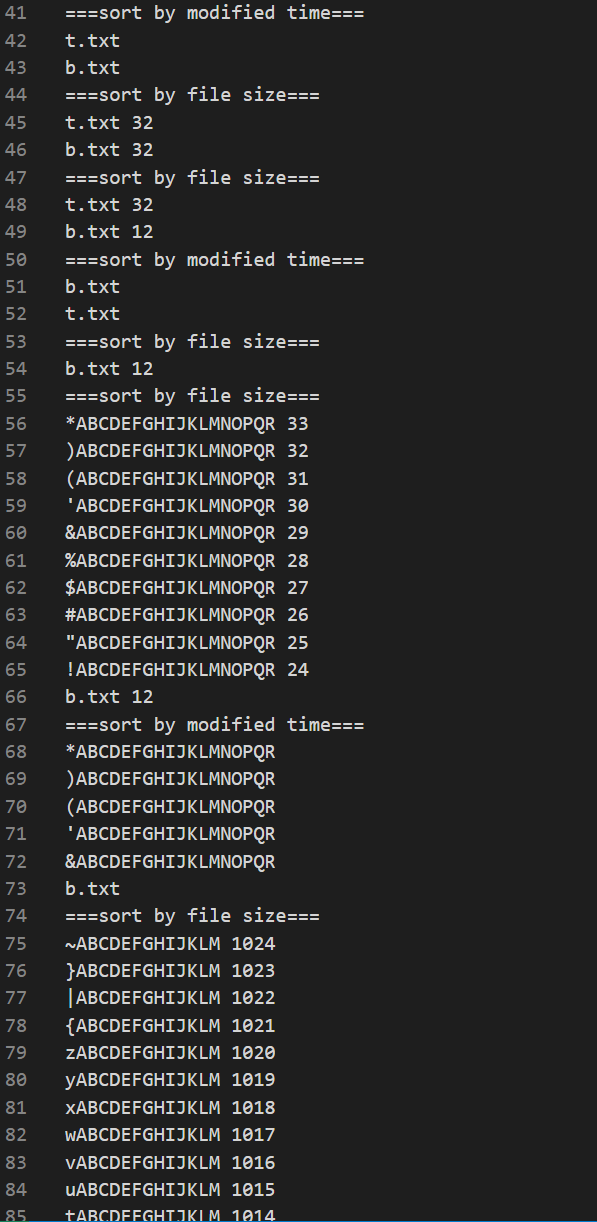 41 ===sort by modified time===
42 t.txt
43 b.txt
44 ===sort by file size===
45 t.txt 32
46 b.txt 32
47 ===sort by file size===
48 t.txt 32
49 b.txt 12
50 ===sort by modified time===
51 b.txt
52 t.txt
53 ===sort by file size===
54 b.txt 12
55 ===sort by file size===
56 *ABCDEFGHIJKLMNOPQR 33
57 )ABCDEFGHIJKLMNOPQR 32
58 (ABCDEFGHIJKLMNOPQR 31
59 'ABCDEFGHIJKLMNOPQR 30
60 &ABCDEFGHIJKLMNOPQR 29
61 %ABCDEFGHIJKLMNOPQR 28
62 $ABCDEFGHIJKLMNOPQR 27
63 #ABCDEFGHIJKLMNOPQR 26
64 "ABCDEFGHIJKLMNOPQR 25
65 !ABCDEFGHIJKLMNOPQR 24
66 b.txt 12
67 ===sort by modified time===
68 *ABCDEFGHIJKLMNOPQR
69 )ABCDEFGHIJKLMNOPQR
70 (ABCDEFGHIJKLMNOPQR
71 'ABCDEFGHIJKLMNOPQR
72 &ABCDEFGHIJKLMNOPQR
73 b.txt
74 ===sort by file size===
75 ~ABCDEFGHIJKLM 1024
76 }ABCDEFGHIJKLM 1023
77 |ABCDEFGHIJKLM 1022
78 {ABCDEFGHIJKLM 1021
79 zABCDEFGHIJKLM 1020
80 yABCDEFGHIJKLM 1019
81 xABCDEFGHIJKLM 1018
82 wABCDEFGHIJKLM 1017
83 vABCDEFGHIJKLM 1016
84 uABCDEFGHIJKLM 1015
85 tABCDEFGHIJKLM 1014